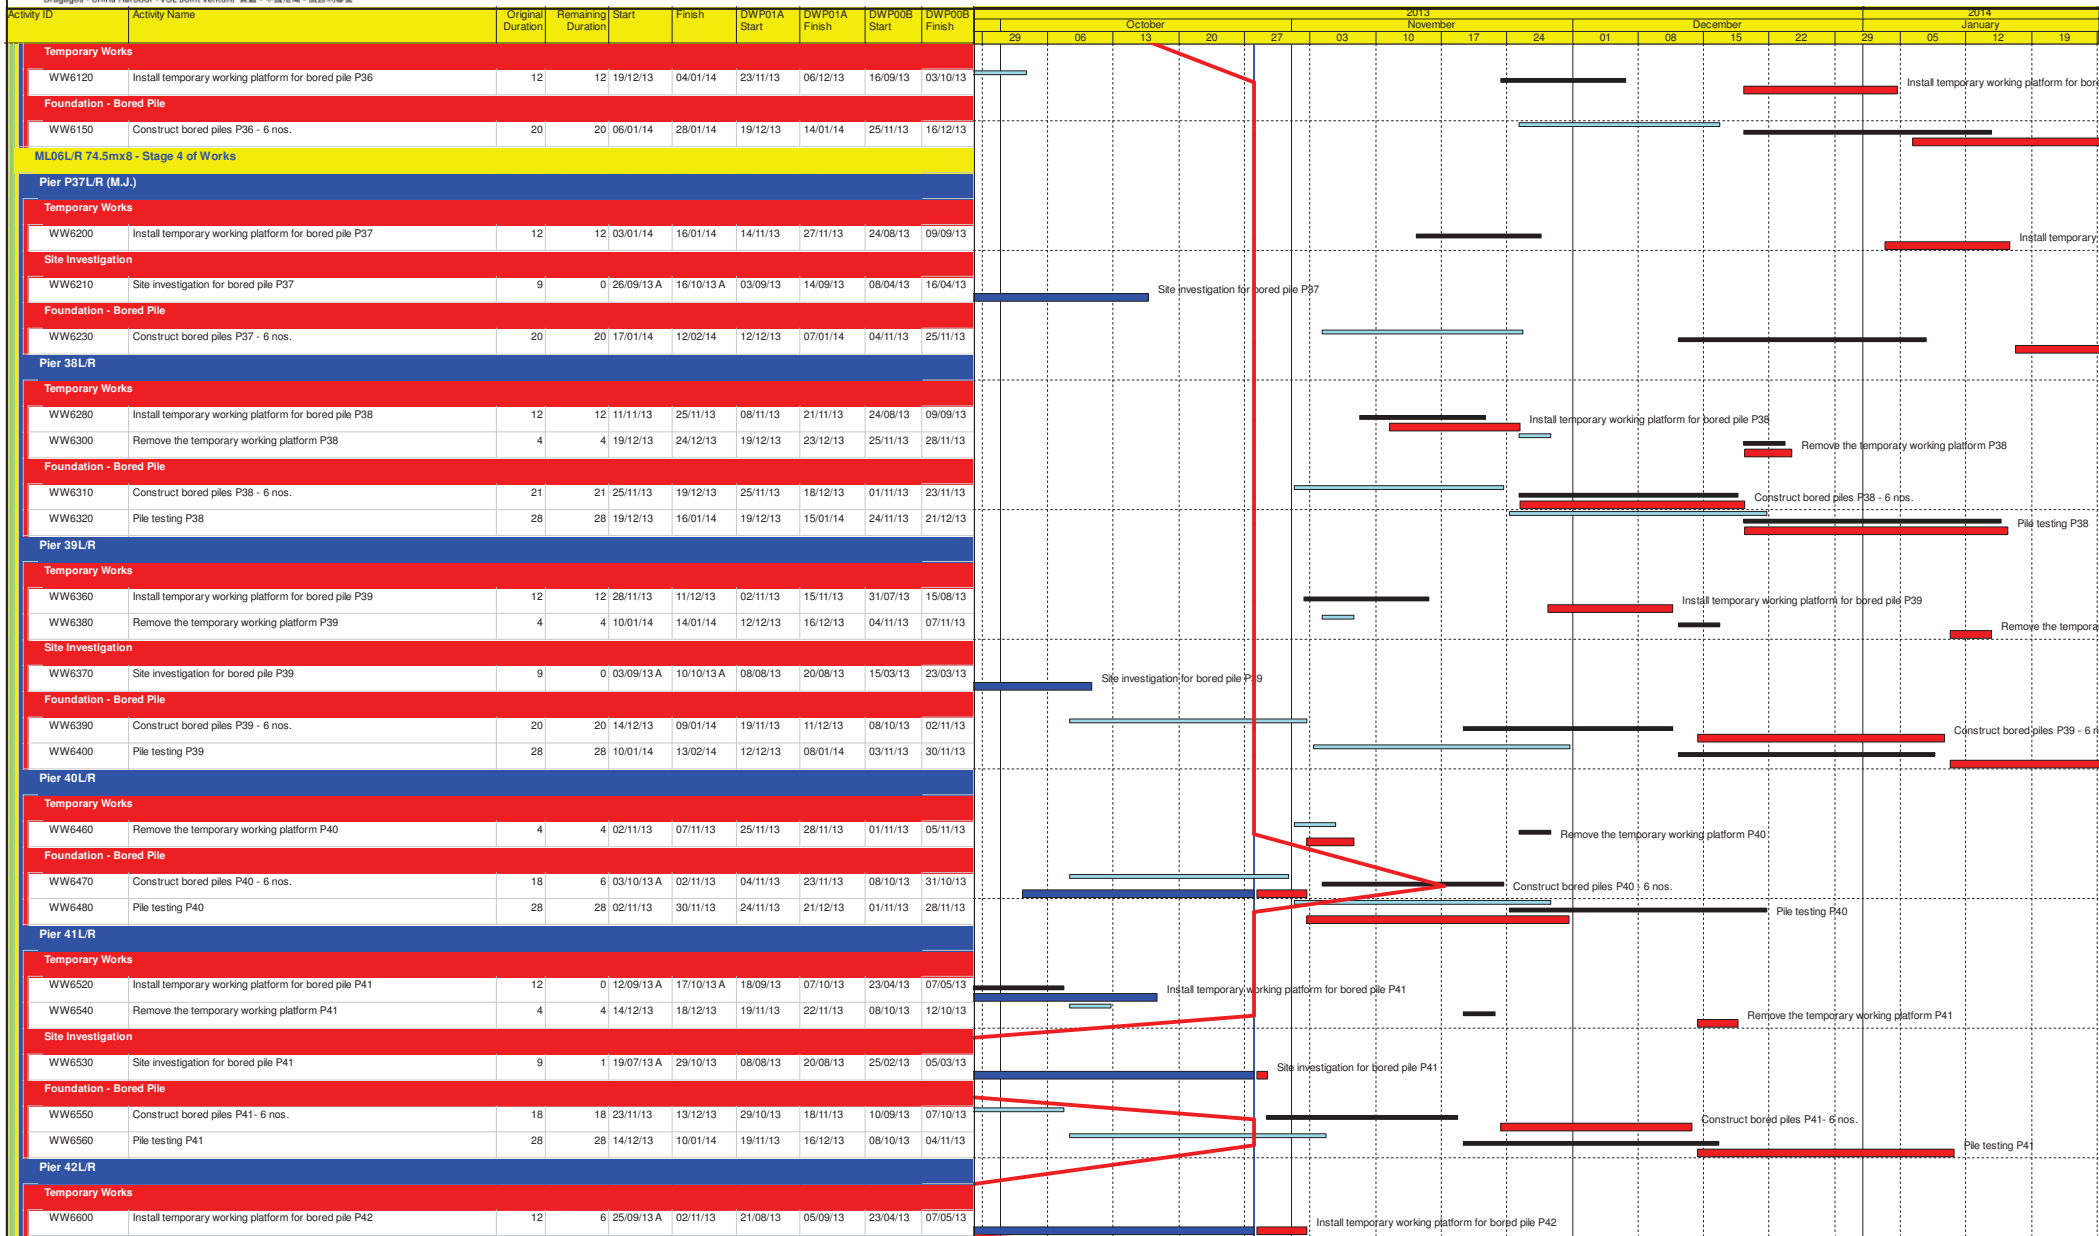 Activity ID Activity Name Original Duration Remaining Duration Start Finish DWP01A Start DWP01A Finish DWP00B Start DWP00B Finish
2013 2014
October November December January
29 06 13 20 27 03 10 17 24 01 08 15 22 29 05 12 19
Temporary Works
WW6120 Install temporary working platform for bored pile P36 12 12 19/12/13 04/01/14 23/11/13 06/12/13 16/09/13 03/10/13 Install temporary working platform for bore
Foundation - Bored Pile
WW6150 Construct bored piles P36 - 6 nos. 20 20 06/01/14 28/01/14 19/12/13 14/01/14 25/11/13 16/12/13
ML06L/R 74.5mx8 - Stage 4 of Works
Pier P37L/R (M.J.)
Temporary Works
WW6200 Install temporary working platform for bored pile P37 12 12 03/01/14 16/01/14 14/11/13 27/11/13 24/08/13 09/09/13 Install temporary
Site Investigation
WW6210 Site investigation for bored pile P37 9 0 26/09/13 A 16/10/13 A 03/09/13 14/09/13 08/04/13 16/04/13 Site investigation for bored pile P37
Foundation - Bored Pile
WW6230 Construct bored piles P37 - 6 nos. 20 20 17/01/14 12/02/14 12/12/13 07/01/14 04/11/13 25/11/13
Pier 38L/R
Temporary Works
WW6280 Install temporary working platform for bored pile P38 12 12 11/11/13 25/11/13 08/11/13 21/11/13 24/08/13 09/09/13 Install temporary working platform for bored pile P38
WW6300 Remove the temporary working platform P38 4 4 19/12/13 24/12/13 19/12/13 23/12/13 25/11/13 28/11/13 Remove the temporary working platform P38
Foundation - Bored Pile
WW6310 Construct bored piles P38 - 6 nos. 21 21 25/11/13 19/12/13 25/11/13 18/12/13 01/11/13 23/11/13 Construct bored piles P38 - 6 nos.
WW6320 Pile testing P38 28 28 19/12/13 16/01/14 19/12/13 15/01/14 24/11/13 21/12/13 Pile testing P38
Pier 39L/R
Temporary Works
WW6360 Install temporary working platform for bored pile P39 12 12 28/11/13 11/12/13 02/11/13 15/11/13 31/07/13 15/08/13 Install temporary working platform for bored pile P39
WW6380 Remove the temporary working platform P39 4 4 10/01/14 14/01/14 12/12/13 16/12/13 04/11/13 07/11/13 Remove the tempora
Site Investigation
WW6370 Site investigation for bored pile P39 9 0 03/09/13 A 10/10/13 A 08/08/13 20/08/13 15/03/13 23/03/13 Site investigation for bored pile P39
Foundation - Bored Pile
WW6390 Construct bored piles P39 - 6 nos. 20 20 14/12/13 09/01/14 19/11/13 11/12/13 08/10/13 02/11/13 Construct bored piles P39 - 6 n
WW6400 Pile testing P39 28 28 10/01/14 13/02/14 12/12/13 08/01/14 03/11/13 30/11/13
Pier 40L/R
Temporary Works
WW6460 Remove the temporary working platform P40 4 4 02/11/13 07/11/13 25/11/13 28/11/13 01/11/13 05/11/13 Remove the temporary working platform P40
Foundation - Bored Pile
WW6470 Construct bored piles P40 - 6 nos. 18 6 03/10/13 A 02/11/13 04/11/13 23/11/13 08/10/13 31/10/13 Construct bored piles P40 - 6 nos.
WW6480 Pile testing P40 28 28 02/11/13 30/11/13 24/11/13 21/12/13 01/11/13 28/11/13 Pile testing P40
Pier 41L/R
Temporary Works
WW6520 Install temporary working platform for bored pile P41 12 0 12/09/13 A 17/10/13 A 18/09/13 07/10/13 23/04/13 07/05/13 Install temporary working platform for bored pile P41
WW6540 Remove the temporary working platform P41 4 4 14/12/13 18/12/13 19/11/13 22/11/13 08/10/13 12/10/13 Remove the temporary working platform P41
Site Investigation
WW6530 Site investigation for bored pile P41 9 1 19/07/13 A 29/10/13 08/08/13 20/08/13 25/02/13 05/03/13 Site investigation for bored pile P41
Foundation - Bored Pile
WW6550 Construct bored piles P41- 6 nos. 18 18 23/11/13 13/12/13 29/10/13 18/11/13 10/09/13 07/10/13 Construct bored piles P41- 6 nos.
WW6560 Pile testing P41 28 28 14/12/13 10/01/14 19/11/13 16/12/13 08/10/13 04/11/13 Pile testing P41
Pier 42L/R
Temporary Works
WW6600 Install temporary working platform for bored pile P42 12 6 25/09/13 A 02/11/13 21/08/13 05/09/13 23/04/13 07/05/13 Install temporary working platform for bored pile P42